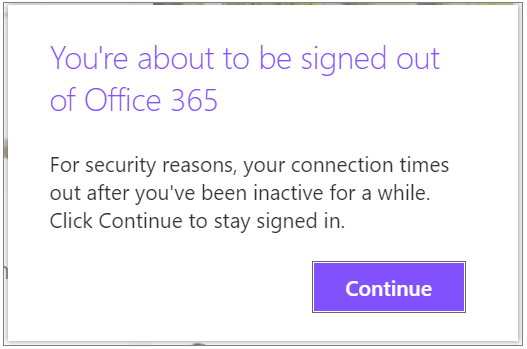 You're about to be signed out
of Office 365
For security reasons, your connection times
out after you've been inactive for a while.
Click Continue to stay signed in.
Continue